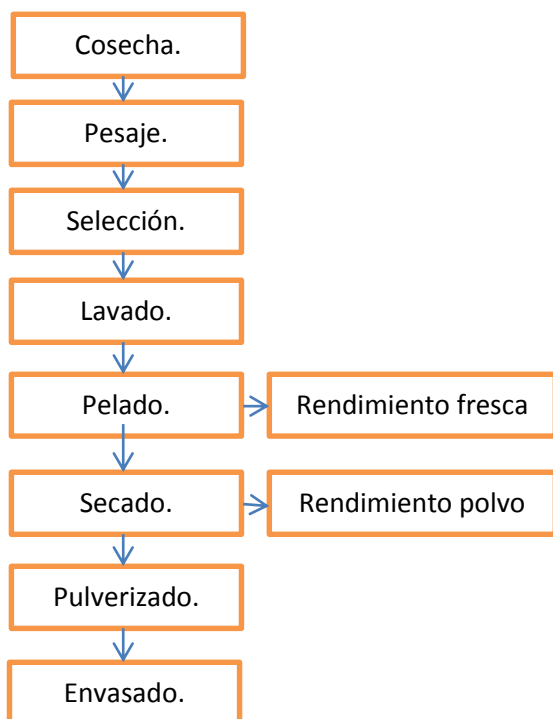 Cosecha.
Pesaje.
Selección.
Lavado.
Pelado.
Rendimiento fresca
Secado.
Rendimiento polvo
Pulverizado.
Envasado.